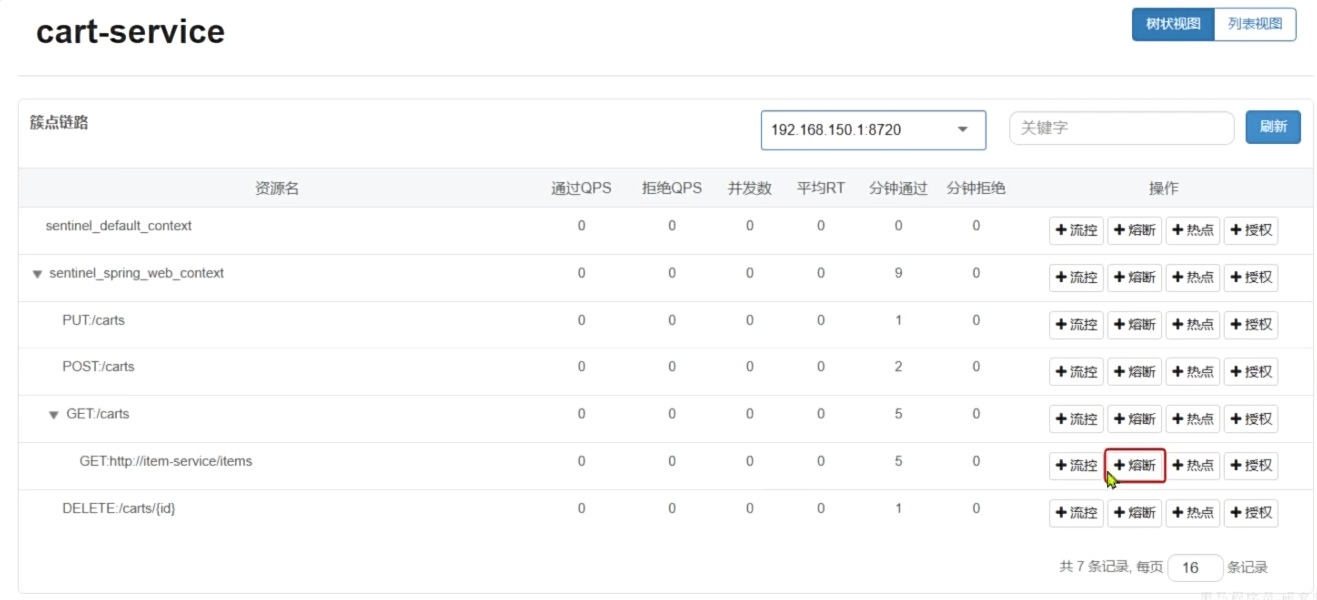 cart-service
树状视图 列表视图
簇点链路
192.168.150.1:8720 关键字 刷新
资源名 通过QPS 拒绝QPS 并发数 平均RT 分钟通过 分钟拒绝 操作
sentinel_default_context 0 0 0 0 0 0 +流控 +熔断 +热点 +授权
sentinel_spring_web_context 0 0 0 0 9 0 +流控 +熔断 +热点 +授权
PUT:/carts 0 0 0 0 1 0 +流控 +熔断 +热点 +授权
POST:/carts 0 0 0 0 2 0 +流控 +熔断 +热点 +授权
GET:/carts 0 0 0 0 5 0 +流控 +熔断 +热点 +授权
GET:http://item-service/items 0 0 0 0 5 0 +流控 +熔断 +热点 +授权
DELETE:/carts/{id} 0 0 0 0 1 0 +流控 +熔断 +热点 +授权
共 7 条记录, 每页 16 条记录